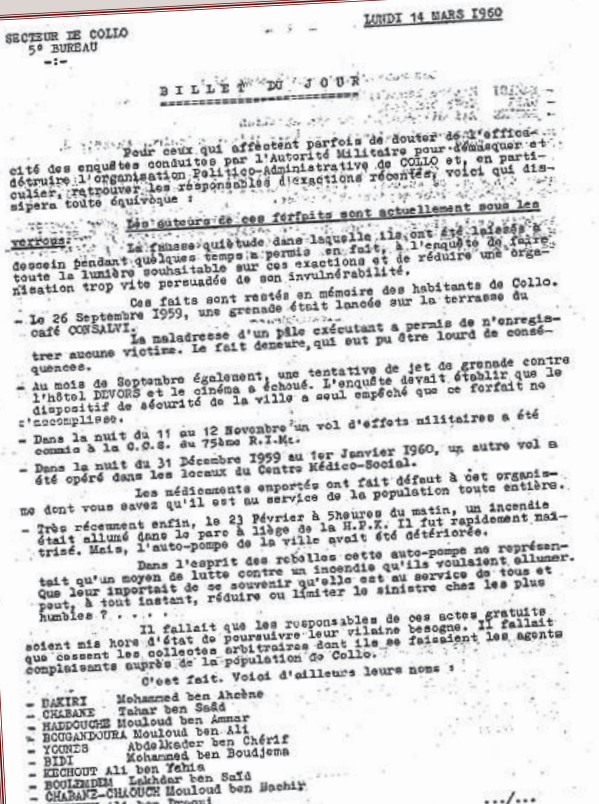 LUNDI 14 MARS 1960
SECTEUR DE COLLO
5° BUREAU
-:-
BILLET DU JOUR
Pour ceux qui affectent parfois de douter de l'effica-
cité des enquêtes conduites par l'Autorité Militaire pour démasquer et
détruire l'organisation Politico-Administrative de COLLO et, en parti-
culier, retrouver les responsables d'exactions récentes, voici qui dis-
sipera toute équivoque :
Les auteurs de ces forfaits sont actuellement sous les
verrous.
La fausse quiétude dans laquelle ils ont été laissés à
dessein pendant quelques temps a permis en fait, à l'enquête de faire
toute la lumière souhaitable sur ces exactions et de réduire une orga-
nisation trop vite persuadée de son invulnérabilité.
Ces faits sont restés en mémoire des habitants de Collo.
- Le 26 Septembre 1959, une grenade était lancée sur la terrasse du
café CONSALVI.
La maladresse d'un pâle exécutant a permis de n'enregis-
trer aucune victime. Le fait demeure, qui eut pu être lourd de consé-
quences.
- Au mois de Septembre également, une tentative de jet de grenade contre
l'hôtel DEVORS et le cinéma a échoué. L'enquête devait établir que le
dispositif de sécurité de la ville a seul empêché que ce forfait ne
s'accomplisse.
- Dans la nuit du 11 au 12 Novembre un vol d'effets militaires a été
commis à la C.C.S. du 75ème R.I.M.
- Dans la nuit du 31 Décembre 1959 au 1er Janvier 1960, un autre vol a
été opéré dans les locaux du Centre Médico-Social.
Les médicaments emportés ont fait défaut à cet organis-
me dont vous savez qu'il est au service de la population toute entière.
- Très récemment enfin, le 23 Février à 5heures du matin, un incendie
était allumé dans le parc à liège de la H.P.K. Il fut rapidement maî-
trisé. Mais, l'auto-pompe de la ville avait été détériorée.
Dans l'esprit des rebelles cette auto-pompe ne représen-
tait qu'un moyen de lutte contre un incendie qu'ils voulaient allumer.
Que leur importait de se souvenir qu'elle est au service de tous et
peut, à tout instant, réduire ou limiter le sinistre chez les plus
humbles ? . . . .
Il fallait que les responsables de ces actes gratuits
soient mis hors d'état de poursuivre leur vilaine besogne. Il fallait
que cessent les collectes arbitraires dont ils se faisaient les agents
complaisants auprès de la population de Collo.
C'est fait. Voici d'ailleurs leurs noms :
- DAKIRI Mohammed ben Ahcène
- CHABANE Tahar ben Saâd
- HADDOUCHE Mouloud ben Ammar
- BOUGANDOURA Mouloud ben Ali
- YOUNES Abdelkader ben Chérif
- BIDI Mohammed ben Boudjema
- KECHOUT Ali ben Yahia
- BOULEMDEM Lakhdar ben Saïd
- CHABANE-CHAOUCH Mouloud ben Bachir
Ali ben
.../...